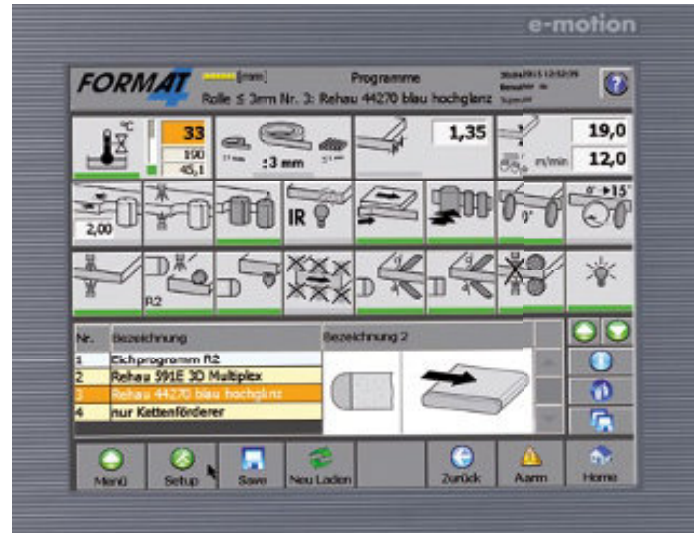 e-motion
FORMAT 4
[mm]
Programme
Rolle ≤ 3mm Nr. 3: Rehau 44270 blau hochglanz
°C
33
190
45,1
:3 mm
1,35
19,0
m/min
12,0
2,00
IR
0°
0° 15°
R2
Nr. Bezeichnung Bezeichnung 2
1 Eichprogramm R2
2 Rehau 591E 3D Multiplex
3 Rehau 44270 blau hochglanz
4 nur Kettenförderer
Menü Setup Save Neu Laden Zurück Aarm Home